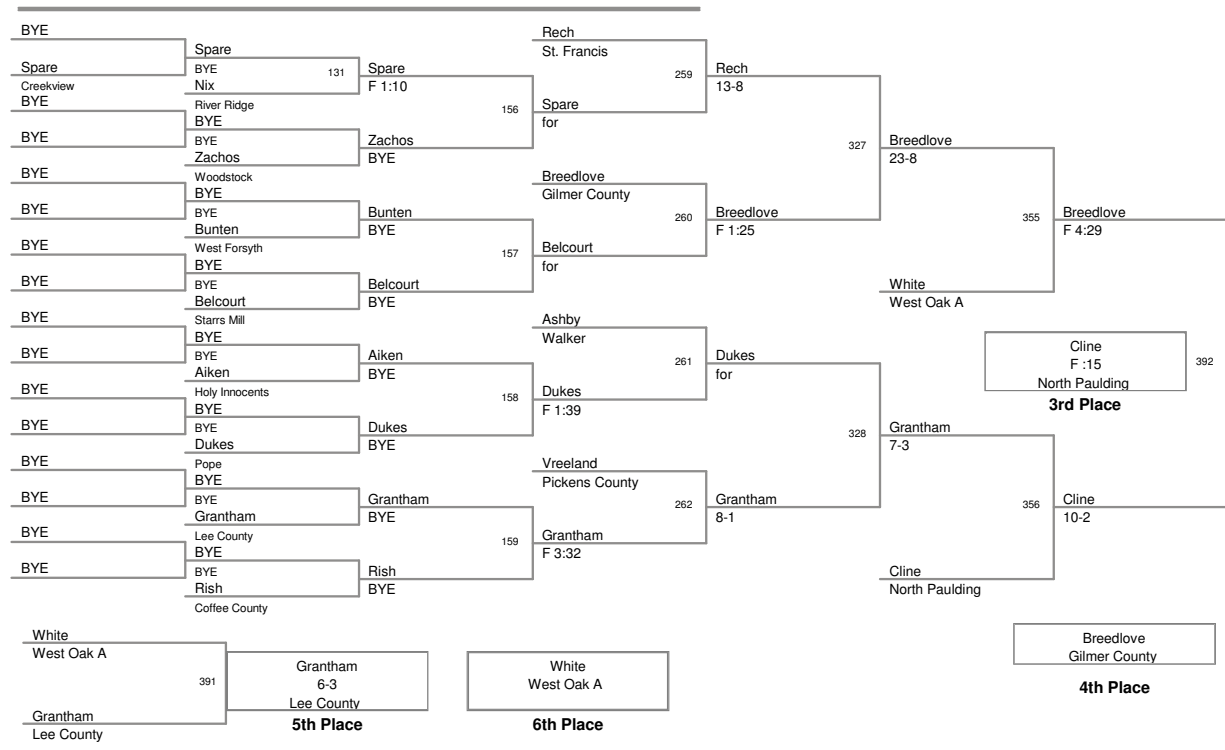 BYE
Spare
Creekview
BYE
BYE
BYE
BYE
BYE
BYE
BYE
BYE
BYE
BYE
BYE
BYE
BYE
BYE
Spare
BYE
Nix
River Ridge
131
BYE
BYE
Zachos
Woodstock
BYE
BYE
Bunten
West Forsyth
BYE
BYE
Belcourt
Starrs Mill
BYE
BYE
Aiken
Holy Innocents
BYE
BYE
Dukes
Pope
BYE
BYE
Grantham
Lee County
BYE
BYE
Rish
Coffee County
Spare
F 1:10
156
Zachos
BYE
Bunten
BYE
157
Belcourt
BYE
Aiken
BYE
158
Dukes
BYE
Grantham
BYE
159
Rish
BYE
Rech
St. Francis
259
Spare
for
Breedlove
Gilmer County
260
Belcourt
for
Ashby
Walker
261
Dukes
F 1:39
Vreeland
Pickens County
262
Grantham
F 3:32
Rech
13-8
327
Breedlove
F 1:25
Dukes
for
328
Grantham
8-1
Breedlove
23-8
355
White
West Oak A
Grantham
7-3
356
Cline
North Paulding
Breedlove
F 4:29
Cline
F :15
North Paulding
392
3rd Place
Cline
10-2
Breedlove
Gilmer County
4th Place
White
West Oak A
391
Grantham
Lee County
Grantham
6-3
Lee County
5th Place
White
West Oak A
6th Place